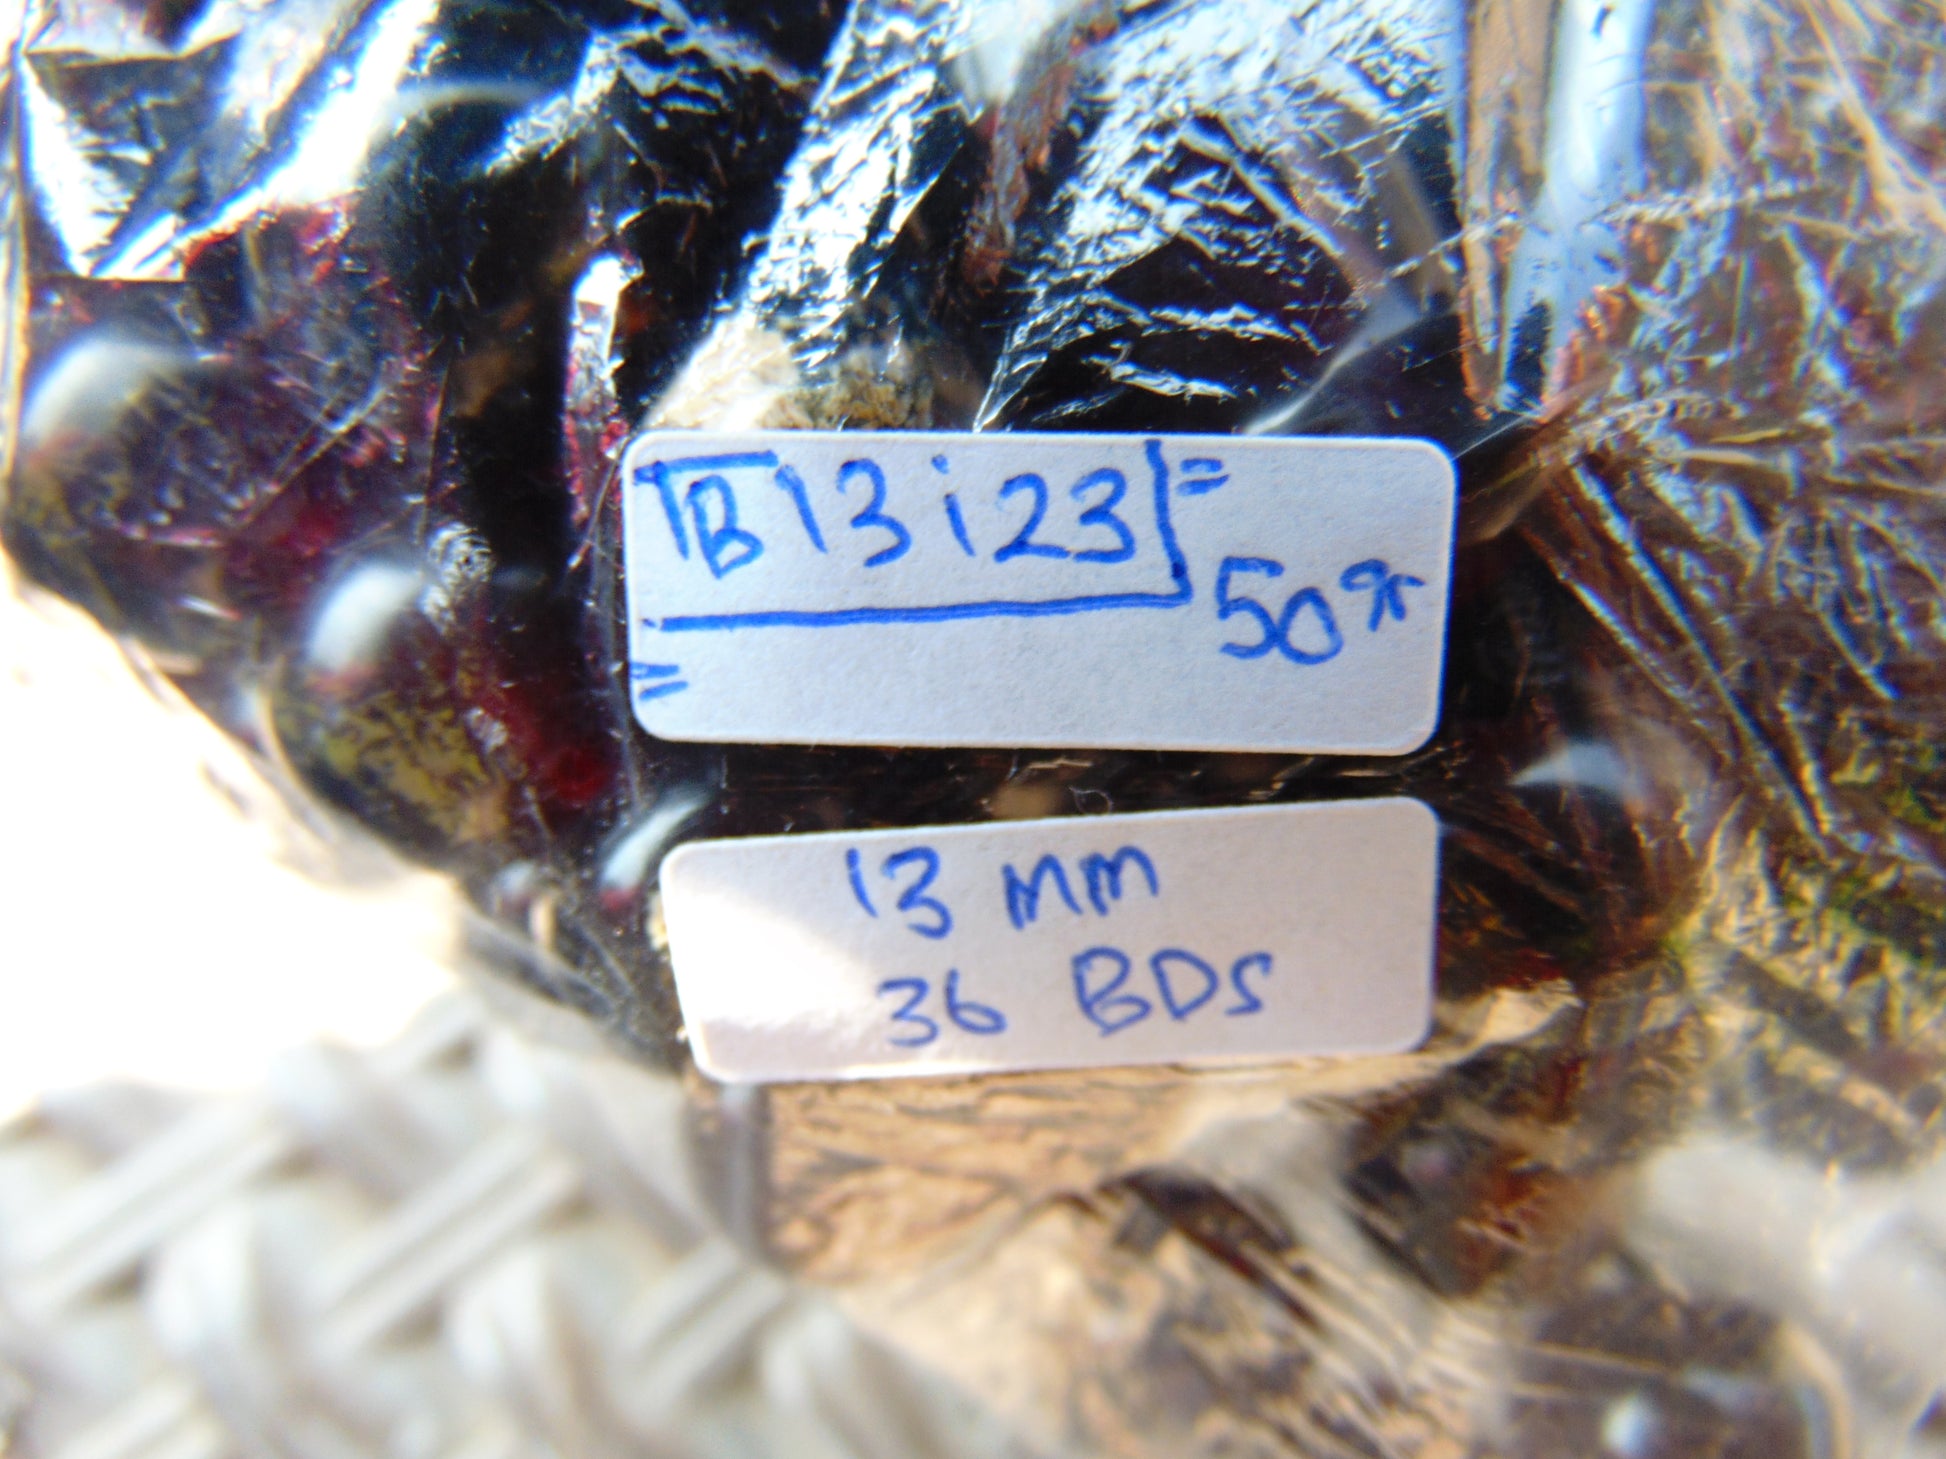 B13i23 =
50
=
13 mm
36 BDS